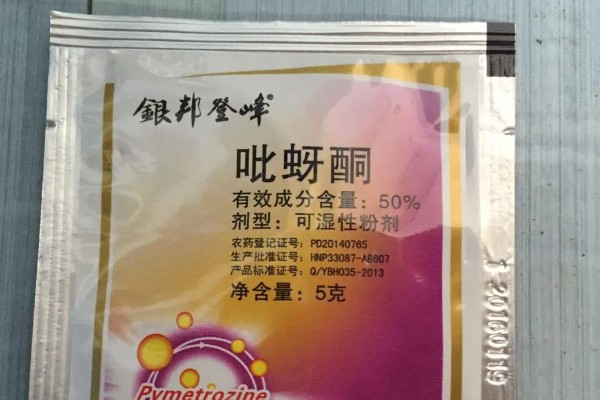 銀邦登峰®
吡蚜酮
有效成分含量：50%
剂型：可湿性粉剂
农药登记证号：PD20140765
生产批准证号：HNP33087-A8607
产品标准证号：Q/YBH035-2013
净含量：5克
Pymetrozine
20180119